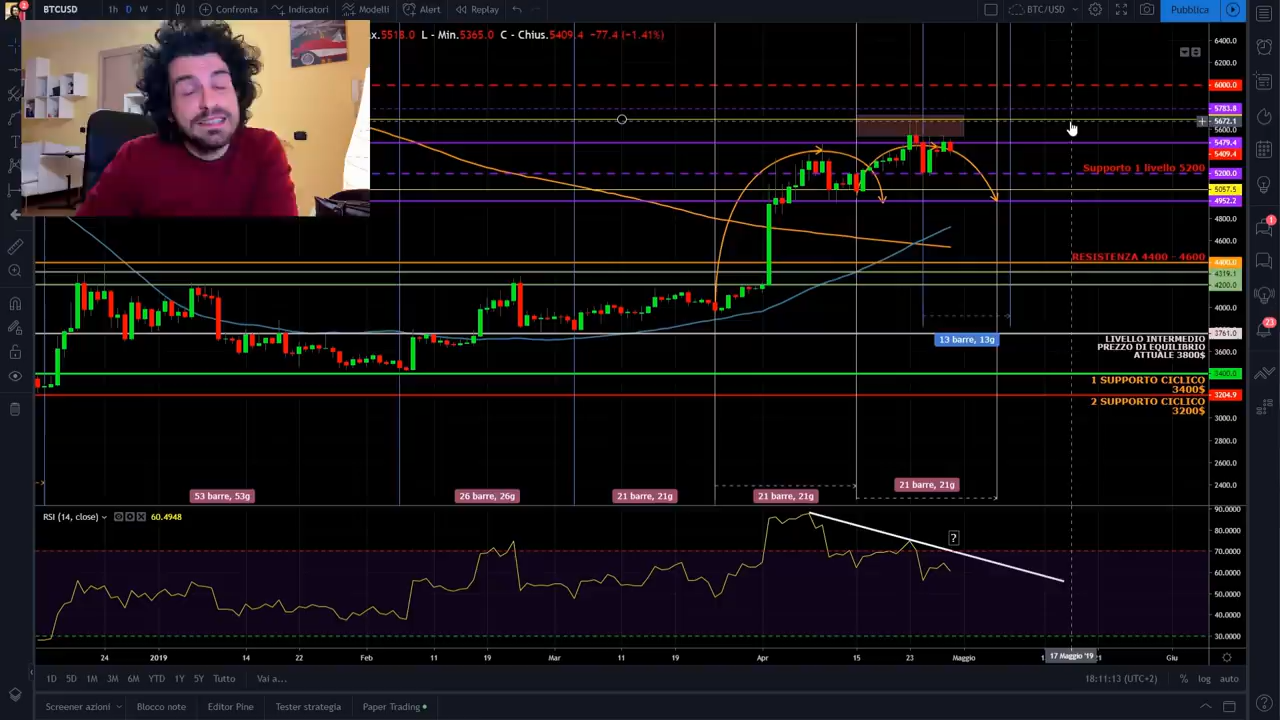 BTCUSD
1h D W
Confronta
Indicatori
Modelli
Alert
Replay
BTC/USD
Pubblica
5518.0 L - Min.5365.0 C - Chius.5409.4 -77.4 (-1.41%)
6400.0
6200.0
6000.0
5783.8
5672.1
5600.0
5479.4
5409.4
Supporto 1 livello 5200
5200.0
5057.5
4952.2
4800.0
4600.0
RESISTENZA 4400 - 4600
4400.0
4319.1
4200.0
4000.0
3761.0
LIVELLO INTERMEDIO
PREZZO DI EQUILIBRIO
ATTUALE 3800$
13 barre, 13g
3600.0
3400.0
1 SUPPORTO CICLICO
3400$
3204.9
2 SUPPORTO CICLICO
3200$
3000.0
2800.0
2600.0
2400.0
53 barre, 53g
26 barre, 26g
21 barre, 21g
21 barre, 21g
21 barre, 21g
RSI (14, close)
60.4948
?
90.0000
80.0000
70.0000
60.0000
50.0000
40.0000
30.0000
24 2019 14 22 Feb 11 19 Mar 11 19 Apr 15 23 Maggio 17 Maggio '19 Giu
1D 5D 1M 3M 6M YTD 1Y 5Y Tutto
Vai a...
18:11:13 (UTC+2)
% log auto
Screener azioni
Blocco note
Editor Pine
Tester strategia
Paper Trading
1
23